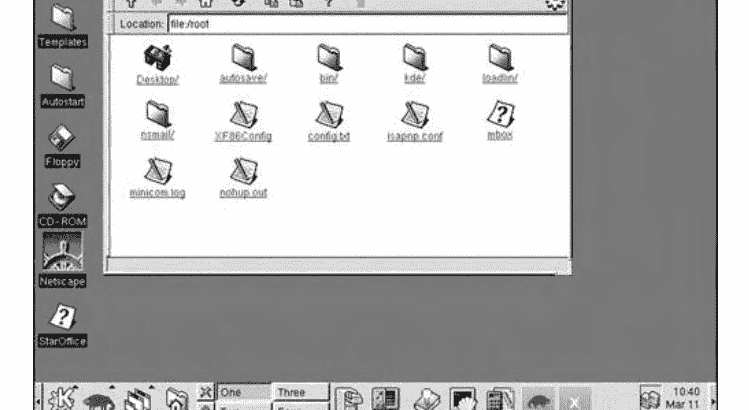 Templates
Location: file:/root
Desktop/ autosave/ bin/ kde/ loadlin/
Autostart
nsmail/ XF86Config config.txt isapnp.conf mbox
Floppy
minicom.log nohup.out
CD-ROM
Netscape
StarOffice
One Three
10:40
Mar 11